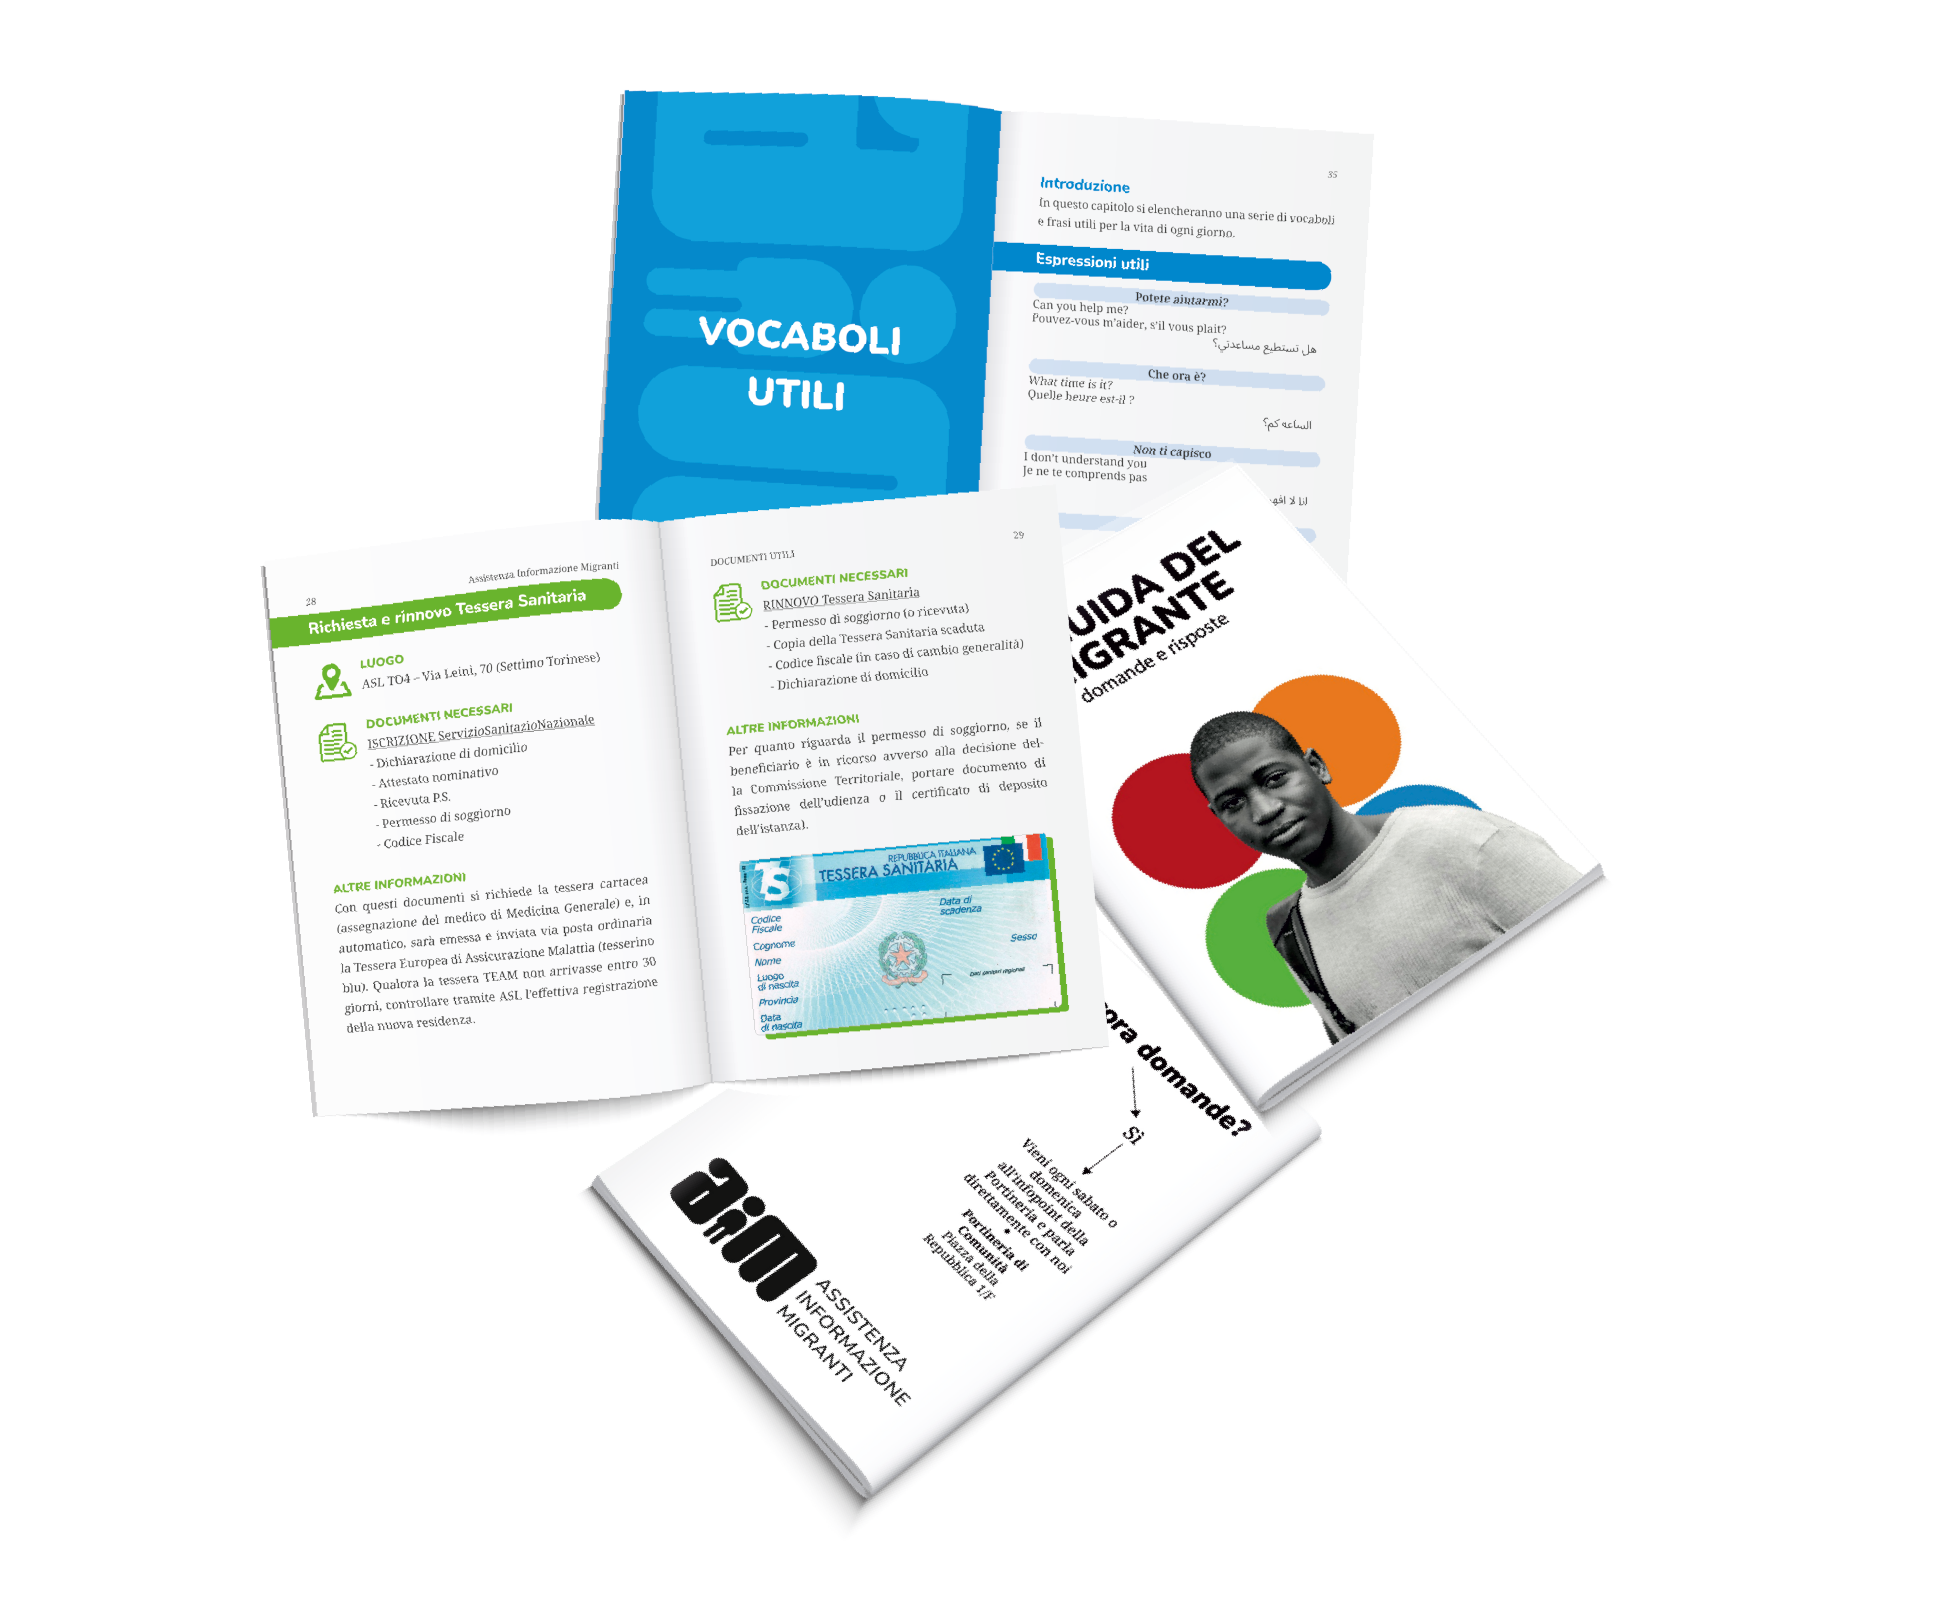 VOCABOLI
UTILI
35
Introduzione
In questo capitolo si elencheranno una serie di vocaboli
e frasi utili per la vita di ogni giorno.
Espressioni utili
Potete aiutarmi?
Can you help me?
Pouvez-vous m'aider, s'il vous plait?
هل تستطيع مساعدتي؟
Che ora è?
What time is it?
Quelle heure est-il ?
الساعه كم؟
Non ti capisco
I don't understand you
Je ne te comprends pas
انا لا افهم
28
Assistenza Informazione Migranti
Richiesta e rinnovo Tessera Sanitaria
LUOGO
ASL TO4 – Via Leini, 70 (Settimo Torinese)
DOCUMENTI NECESSARI
ISCRIZIONE ServizioSanitazioNazionale
- Dichiarazione di domicilio
- Attestato nominativo
- Ricevuta P.S.
- Permesso di soggiorno
- Codice Fiscale
ALTRE INFORMAZIONI
Con questi documenti si richiede la tessera cartacea
(assegnazione del medico di Medicina Generale) e, in
automatico, sarà emessa e inviata via posta ordinaria
la Tessera Europea di Assicurazione Malattia (tesserino
blu). Qualora la tessera TEAM non arrivasse entro 30
giorni, controllare tramite ASL l'effettiva registrazione
della nuova residenza.
DOCUMENTI UTILI
29
DOCUMENTI NECESSARI
RINNOVO Tessera Sanitaria
- Permesso di soggiorno (o ricevuta)
- Copia della Tessera Sanitaria scaduta
- Codice fiscale (in caso di cambio generalità)
- Dichiarazione di domicilio
ALTRE INFORMAZIONI
Per quanto riguarda il permesso di soggiorno, se il
beneficiario è in ricorso avverso alla decisione del-
la Commissione Territoriale, portare documento di
fissazione dell'udienza o il certificato di deposito
dell'istanza).
TS
REPUBBLICA ITALIANA
TESSERA SANITARIA
Codice
Fiscale
Data di
scadenza
Cognome
Sesso
Nome
Luogo
di nascita
Dati sanitari regionali
Provincia
Data
di nascita
UIDA DEL
IGRANTE
domande e risposte
ora domande?
Sì
Vieni ogni sabato o
domenica
all'infopoint della
Portineria e parla
direttamente con noi
•
Portineria di
Comunità
Piazza della
Repubblica 1/F
aim
ASSISTENZA
INFORMAZIONE
MIGRANTI